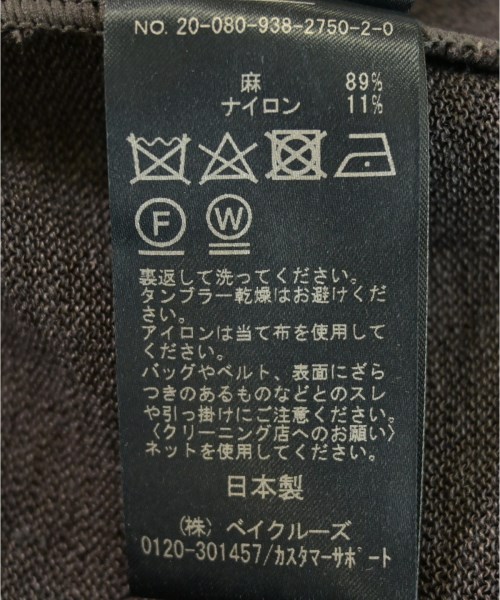 NO. 20-080-938-2750-2-0
麻 89%
ナイロン 11%
F W
裏返して洗ってください。
タンブラー乾燥はお避けくだ
さい。
アイロンは当て布を使用して
ください。
バッグやベルト、表面にざら
つきのあるものなどとのスレ
や引っ掛けにご注意ください。
〈クリーニング店へのお願い〉
ネットを使用してください。
日本製
(株) ベイクルーズ
0120-301457/ｶｽﾀﾏｰｻﾎﾟｰﾄ